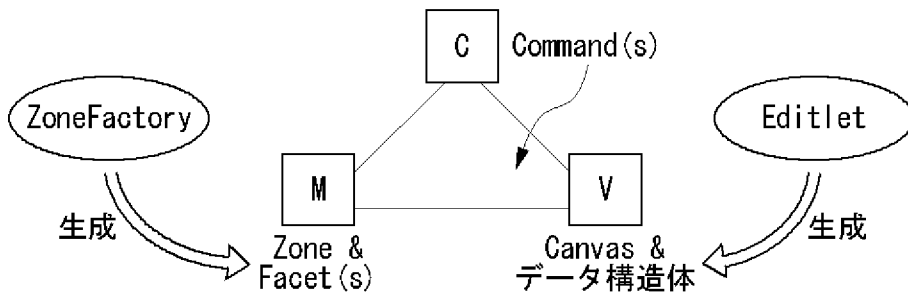 C
Command(s)
ZoneFactory
Editlet
M
V
生成
生成
Zone &
Facet(s)
Canvas &
データ構造体